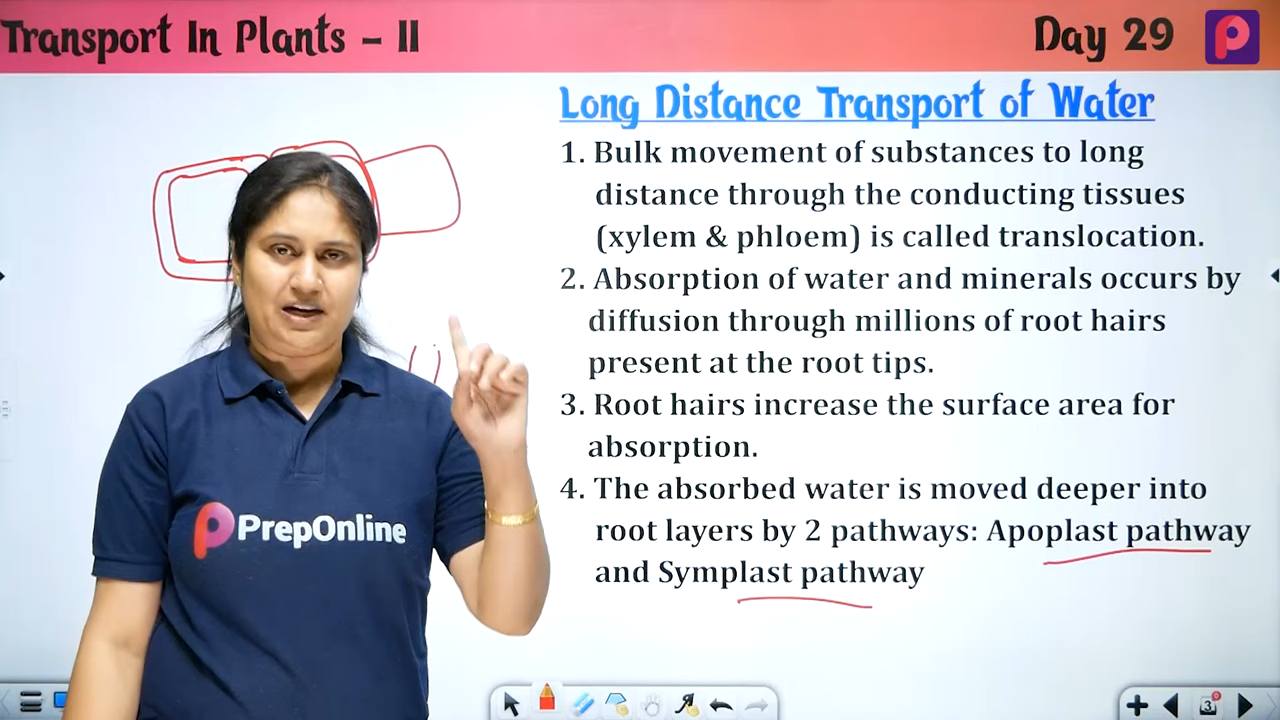 Transport In Plants – II
Day 29
Long Distance Transport of Water
1. Bulk movement of substances to long
distance through the conducting tissues
(xylem & phloem) is called translocation.
2. Absorption of water and minerals occurs by
diffusion through millions of root hairs
present at the root tips.
3. Root hairs increase the surface area for
absorption.
4. The absorbed water is moved deeper into
root layers by 2 pathways: Apoplast pathway
and Symplast pathway
PrepOnline
3